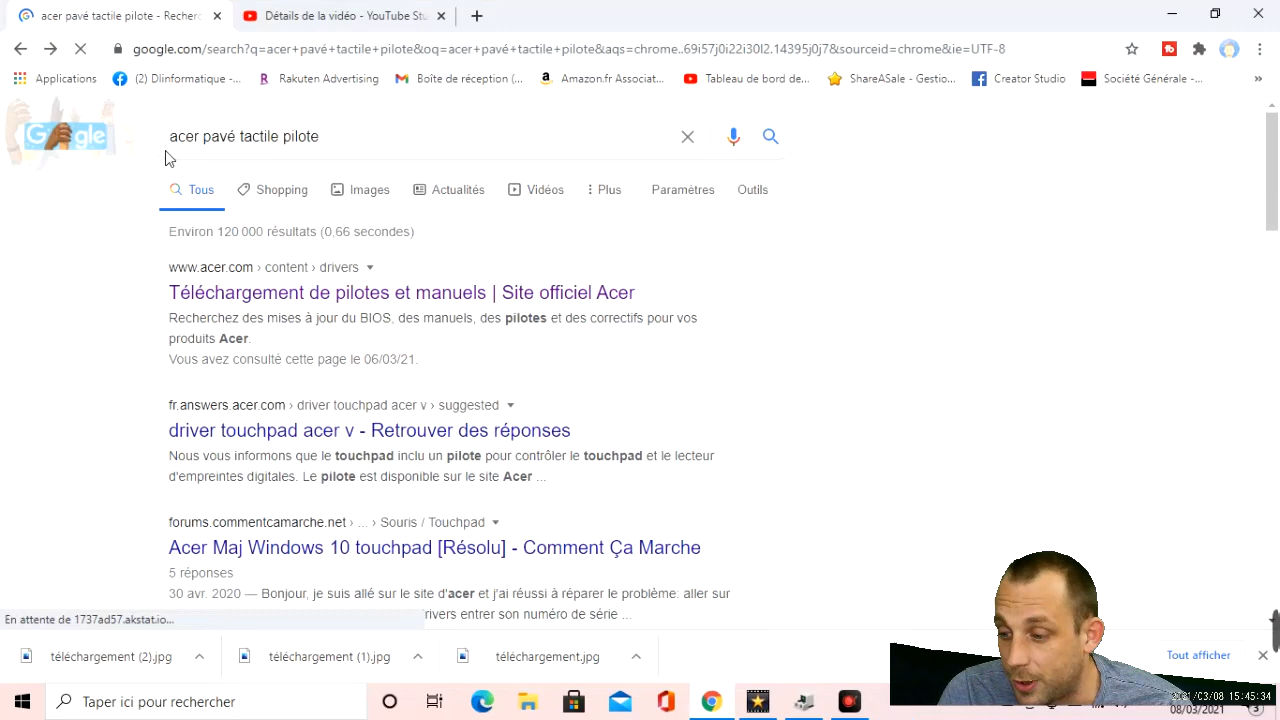 acer pavé tactile pilote - Recher
Détails de la vidéo - YouTube Stu
google.com/search?q=acer+pavé+tactile+pilote&oq=acer+pavé+tactile+pilote&aqs=chrome..69i57j0i22i30l2.14395j0j7&sourceid=chrome&ie=UTF-8
Applications
(2) Dlinformatique -...
Rakuten Advertising
Boîte de réception (...
Amazon.fr Associat...
Tableau de bord de...
ShareASale - Gestio...
Creator Studio
Société Générale -...
»
Google
acer pavé tactile pilote
Tous
Shopping
Images
Actualités
Vidéos
Plus
Paramètres
Outils
Environ 120 000 résultats (0,66 secondes)
www.acer.com › content › drivers
Téléchargement de pilotes et manuels | Site officiel Acer
Recherchez des mises à jour du BIOS, des manuels, des pilotes et des correctifs pour vos
produits Acer.
Vous avez consulté cette page le 06/03/21.
fr.answers.acer.com › driver touchpad acer v › suggested
driver touchpad acer v - Retrouver des réponses
Nous vous informons que le touchpad inclu un pilote pour contrôler le touchpad et le lecteur
d'empreintes digitales. Le pilote est disponible sur le site Acer ...
forums.commentcamarche.net › ... › Souris / Touchpad
Acer Maj Windows 10 touchpad [Résolu] - Comment Ça Marche
5 réponses
30 avr. 2020 — Bonjour, je suis allé sur le site d'acer et j'ai réussi à réparer le problème: aller sur
rivers entrer son numéro de série ...
En attente de 1737ad57.akstat.io...
téléchargement (2).jpg
téléchargement (1).jpg
téléchargement.jpg
Tout afficher
Taper ici pour rechercher
/03/08 15:45:34
08/03/2021